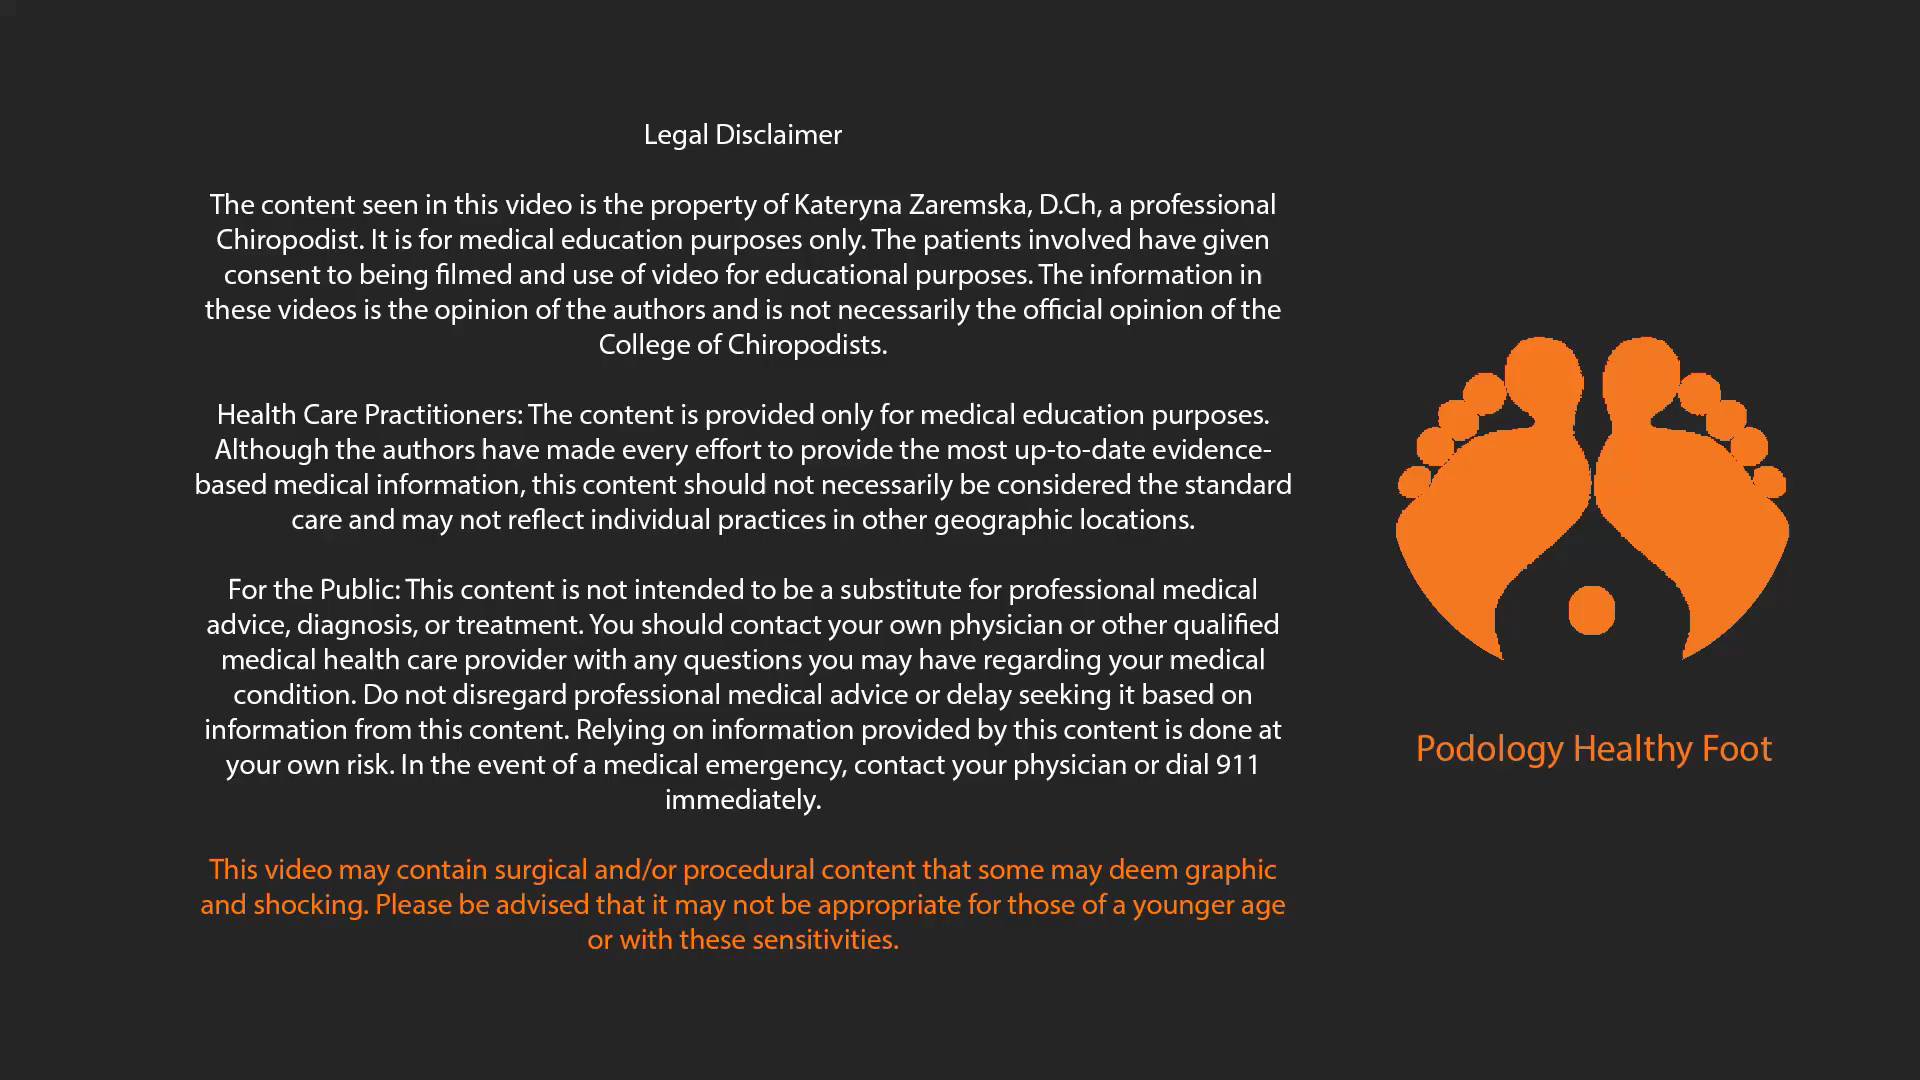 Legal Disclaimer
The content seen in this video is the property of Kateryna Zaremska, D.Ch, a professional
Chiropodist. It is for medical education purposes only. The patients involved have given
consent to being filmed and use of video for educational purposes. The information in
these videos is the opinion of the authors and is not necessarily the official opinion of the
College of Chiropodists.
Health Care Practitioners: The content is provided only for medical education purposes.
Although the authors have made every effort to provide the most up-to-date evidence-
based medical information, this content should not necessarily be considered the standard
care and may not reflect individual practices in other geographic locations.
For the Public: This content is not intended to be a substitute for professional medical
advice, diagnosis, or treatment. You should contact your own physician or other qualified
medical health care provider with any questions you may have regarding your medical
condition. Do not disregard professional medical advice or delay seeking it based on
information from this content. Relying on information provided by this content is done at
your own risk. In the event of a medical emergency, contact your physician or dial 911
immediately.
This video may contain surgical and/or procedural content that some may deem graphic
and shocking. Please be advised that it may not be appropriate for those of a younger age
or with these sensitivities.
Podology Healthy Foot